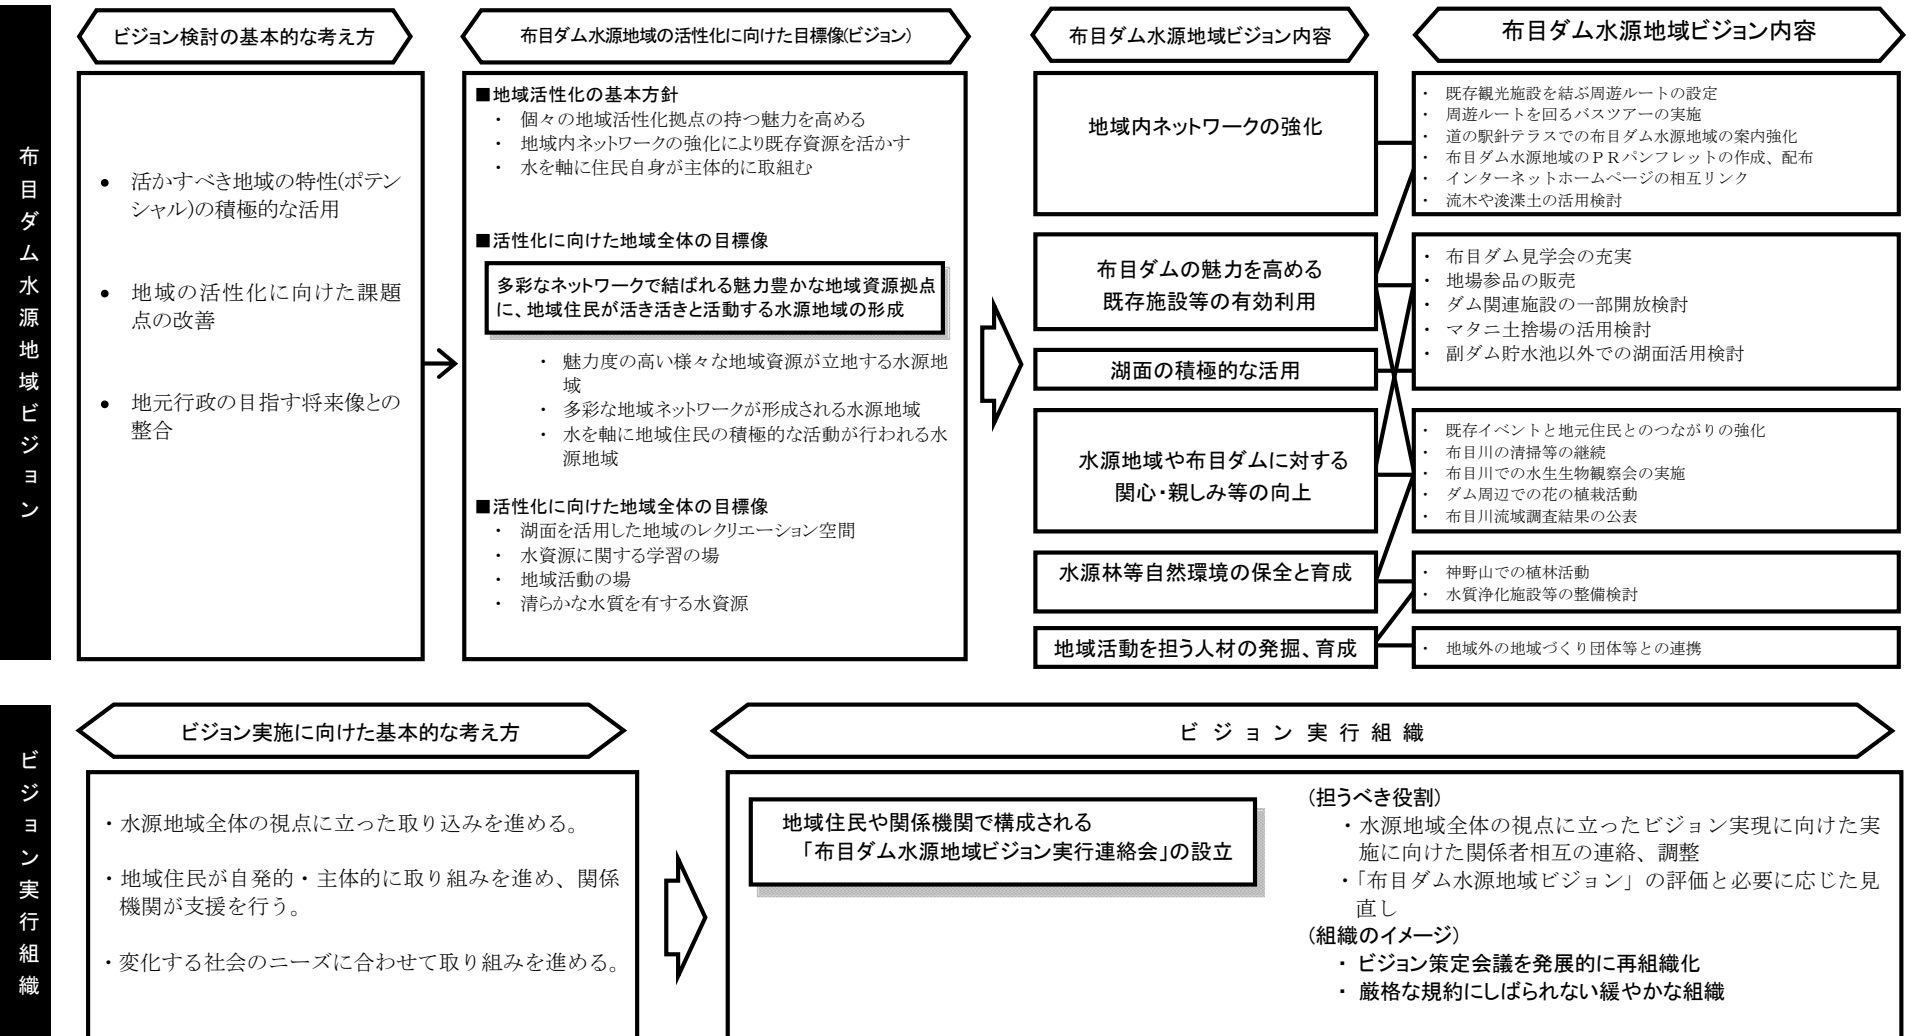 布目ダム水源地域ビジョン
ビジョン検討の基本的な考え方
● 活かすべき地域の特性(ポテン
シャル)の積極的な活用
● 地域の活性化に向けた課題
点の改善
● 地元行政の目指す将来像との
整合
布目ダム水源地域の活性化に向けた目標像(ビジョン)
■地域活性化の基本方針
・ 個々の地域活性化拠点の持つ魅力を高める
・ 地域内ネットワークの強化により既存資源を活かす
・ 水を軸に住民自身が主体的に取組む
■活性化に向けた地域全体の目標像
多彩なネットワークで結ばれる魅力豊かな地域資源拠点
に、地域住民が活き活きと活動する水源地域の形成
・ 魅力度の高い様々な地域資源が立地する水源地
域
・ 多彩な地域ネットワークが形成される水源地域
・ 水を軸に地域住民の積極的な活動が行われる水
源地域
■活性化に向けた地域全体の目標像
・ 湖面を活用した地域のレクリエーション空間
・ 水資源に関する学習の場
・ 地域活動の場
・ 清らかな水質を有する水資源
布目ダム水源地域ビジョン内容
地域内ネットワークの強化
布目ダムの魅力を高める
既存施設等の有効利用
湖面の積極的な活用
水源地域や布目ダムに対する
関心・親しみ等の向上
水源林等自然環境の保全と育成
地域活動を担う人材の発掘、育成
布目ダム水源地域ビジョン内容
・ 既存観光施設を結ぶ周遊ルートの設定
・ 周遊ルートを回るバスツアーの実施
・ 道の駅針テラスでの布目ダム水源地域の案内強化
・ 布目ダム水源地域のPRパンフレットの作成、配布
・ インターネットホームページの相互リンク
・ 流木や浚渫土の活用検討
・ 布目ダム見学会の充実
・ 地場参品の販売
・ ダム関連施設の一部開放検討
・ マタニ土捨場の活用検討
・ 副ダム貯水池以外での湖面活用検討
・ 既存イベントと地元住民とのつながりの強化
・ 布目川の清掃等の継続
・ 布目川での水生生物観察会の実施
・ ダム周辺での花の植栽活動
・ 布目川流域調査結果の公表
・ 神野山での植林活動
・ 水質浄化施設等の整備検討
・ 地域外の地域づくり団体等との連携
ビジョン実行組織
ビジョン実施に向けた基本的な考え方
・水源地域全体の視点に立った取り込みを進める。
・地域住民が自発的・主体的に取り組みを進め、関係
機関が支援を行う。
・変化する社会のニーズに合わせて取り組みを進める。
ビジョン実行組織
地域住民や関係機関で構成される
「布目ダム水源地域ビジョン実行連絡会」の設立
(担うべき役割)
・水源地域全体の視点に立ったビジョン実現に向けた実
施に向けた関係者相互の連絡、調整
・「布目ダム水源地域ビジョン」の評価と必要に応じた見
直し
(組織のイメージ)
・ ビジョン策定会議を発展的に再組織化
・ 厳格な規約にしばられない緩やかな組織